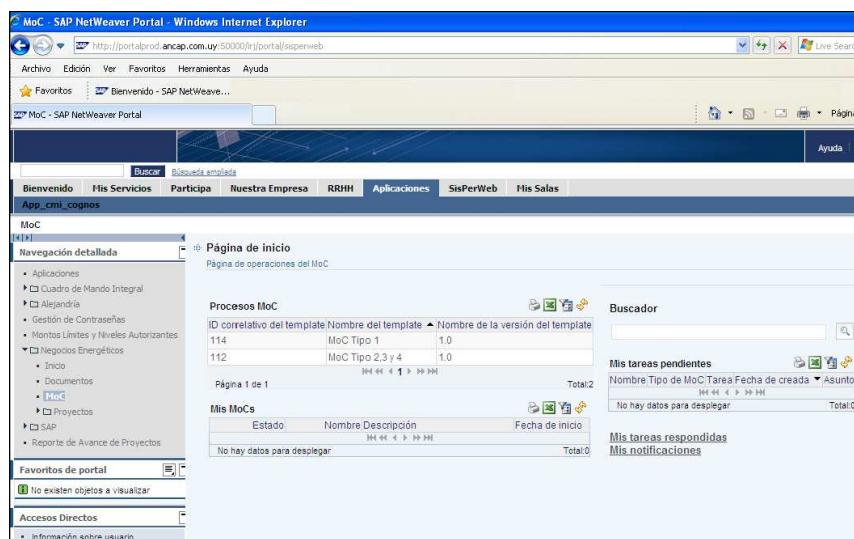 MoC - SAP NetWeaver Portal - Windows Internet Explorer
http://portalprod.ancap.com.uy:50000/irj/portal/sisperweb
Live Searc
Archivo Edición Ver Favoritos Herramientas Ayuda
Favoritos Bienvenido - SAP NetWeave...
MoC - SAP NetWeaver Portal
Página
Ayuda
Buscar Búsqueda ampliada
Bienvenido Mis Servicios Participa Nuestra Empresa RRHH Aplicaciones SisPerWeb Mis Salas
App_cmi_cognos
MoC
Navegación detallada
Aplicaciones
Cuadro de Mando Integral
Alejandría
Gestión de Contraseñas
Montos Límites y Niveles Autorizantes
Negocios Energéticos
Inicio
Documentos
MoC
Proyectos
SAP
Reporte de Avance de Proyectos
Favoritos de portal
No existen objetos a visualizar
Accesos Directos
Información sobre usuario
Página de inicio
Página de operaciones del MoC
Procesos MoC
ID correlativo del template Nombre del template Nombre de la versión del template
114 MoC Tipo 1 1.0
112 MoC Tipo 2,3 y 4 1.0
1
Página 1 de 1 Total:2
Mis MoCs
Estado Nombre Descripción Fecha de inicio
No hay datos para desplegar Total:0
Buscador
Mis tareas pendientes
Nombre Tipo de MoC Tarea Fecha de creada Asunto
No hay datos para desplegar Total:0
Mis tareas respondidas
Mis notificaciones